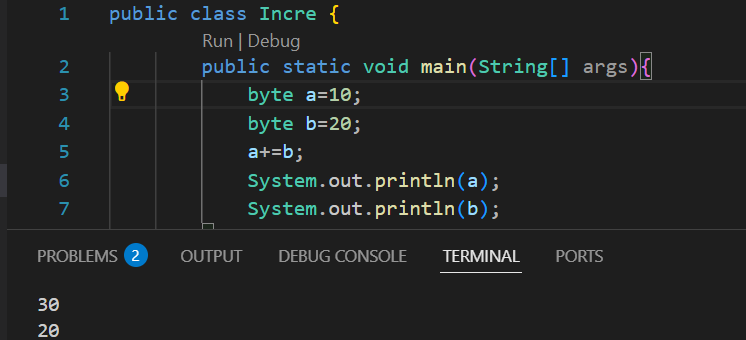 1 public class Incre {
Run | Debug
2 public static void main(String[] args){
3 byte a=10;
4 byte b=20;
5 a+=b;
6 System.out.println(a);
7 System.out.println(b);
PROBLEMS 2 OUTPUT DEBUG CONSOLE TERMINAL PORTS
30
20